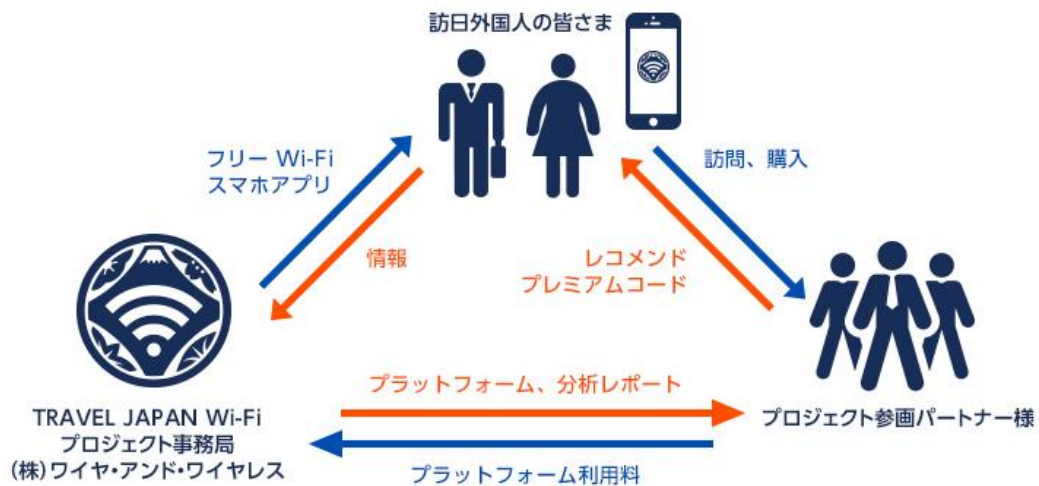 訪日外国人の皆さま
フリー Wi-Fi
スマホアプリ
訪問、購入
情報
レコメンド
プレミアムコード
プラットフォーム、分析レポート
TRAVEL JAPAN Wi-Fi
プロジェクト事務局
(株)ワイヤ・アンド・ワイヤレス
プロジェクト参画パートナー様
プラットフォーム利用料